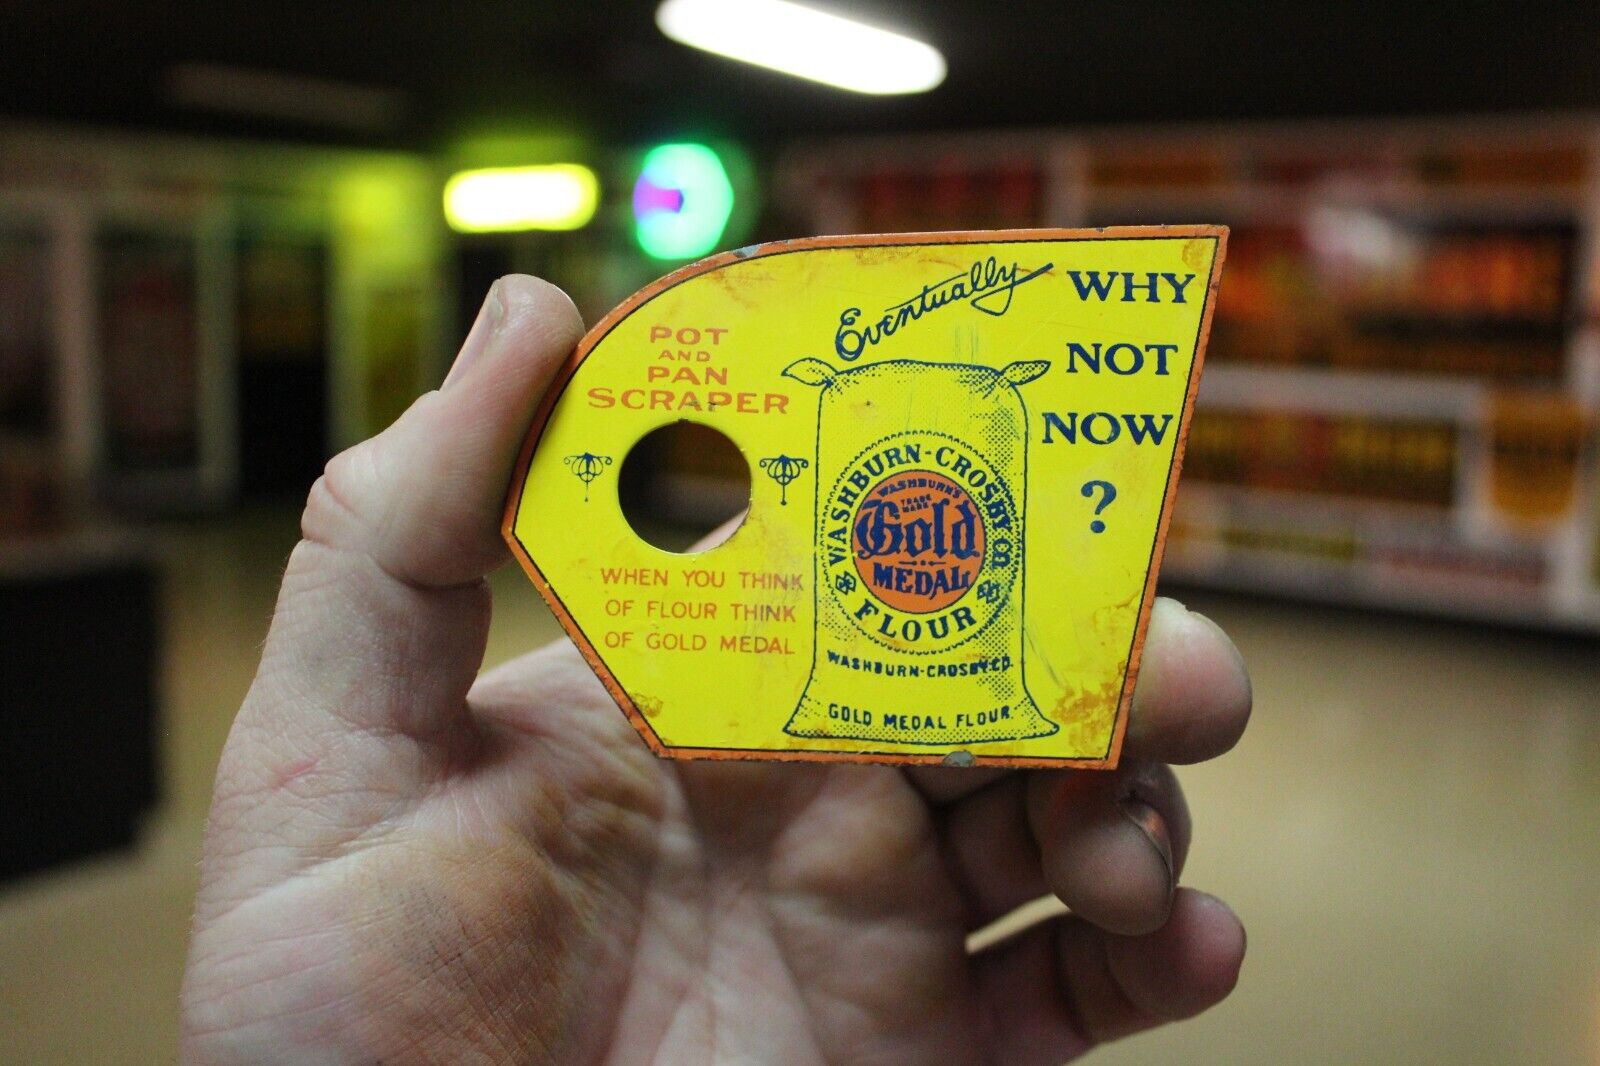 POT
AND
PAN
SCRAPER
WHEN YOU THINK
OF FLOUR THINK
OF GOLD MEDAL
Eventually
WHY
NOT
NOW
?
WASHBURN-CROSBY CO.
WASHBURN'S
TRADE
MARK
Gold
MEDAL
FLOUR
WASHBURN-CROSBY CO.
GOLD MEDAL FLOUR